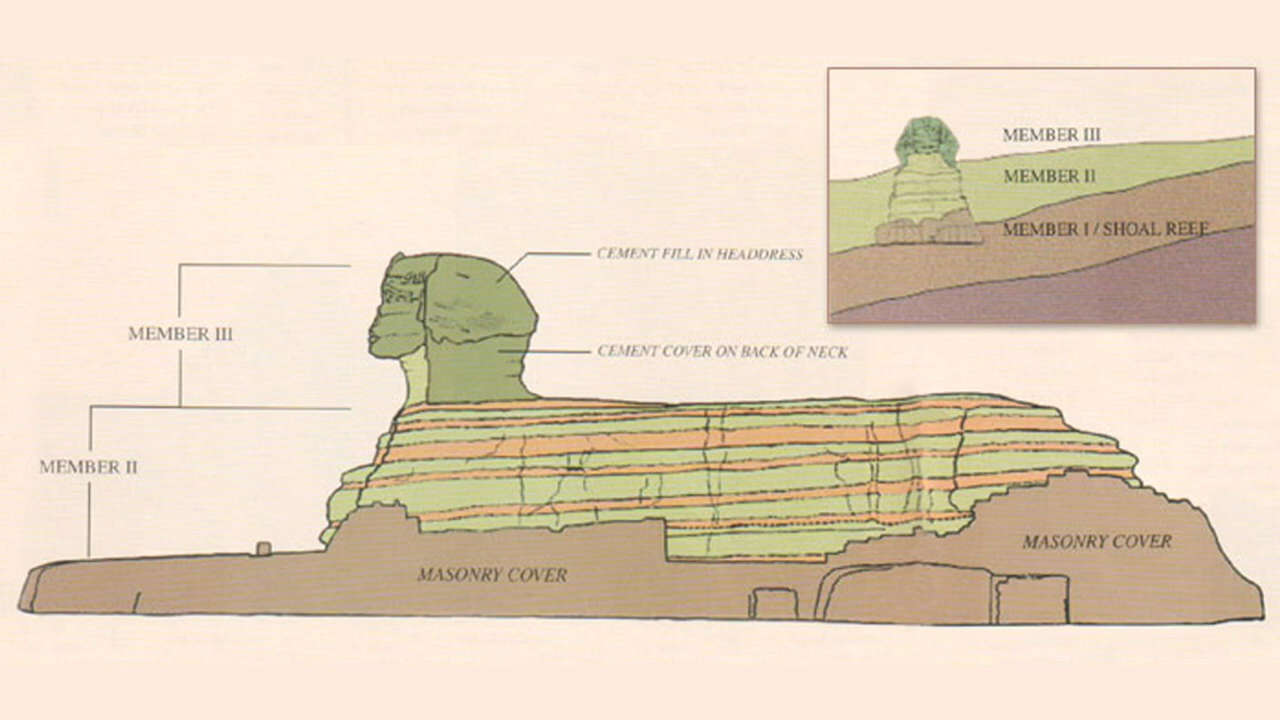 MEMBER III
MEMBER II
MEMBER I / SHOAL REEF
CEMENT FILL IN HEADDRESS
MEMBER III
CEMENT COVER ON BACK OF NECK
MEMBER II
MASONRY COVER
MASONRY COVER